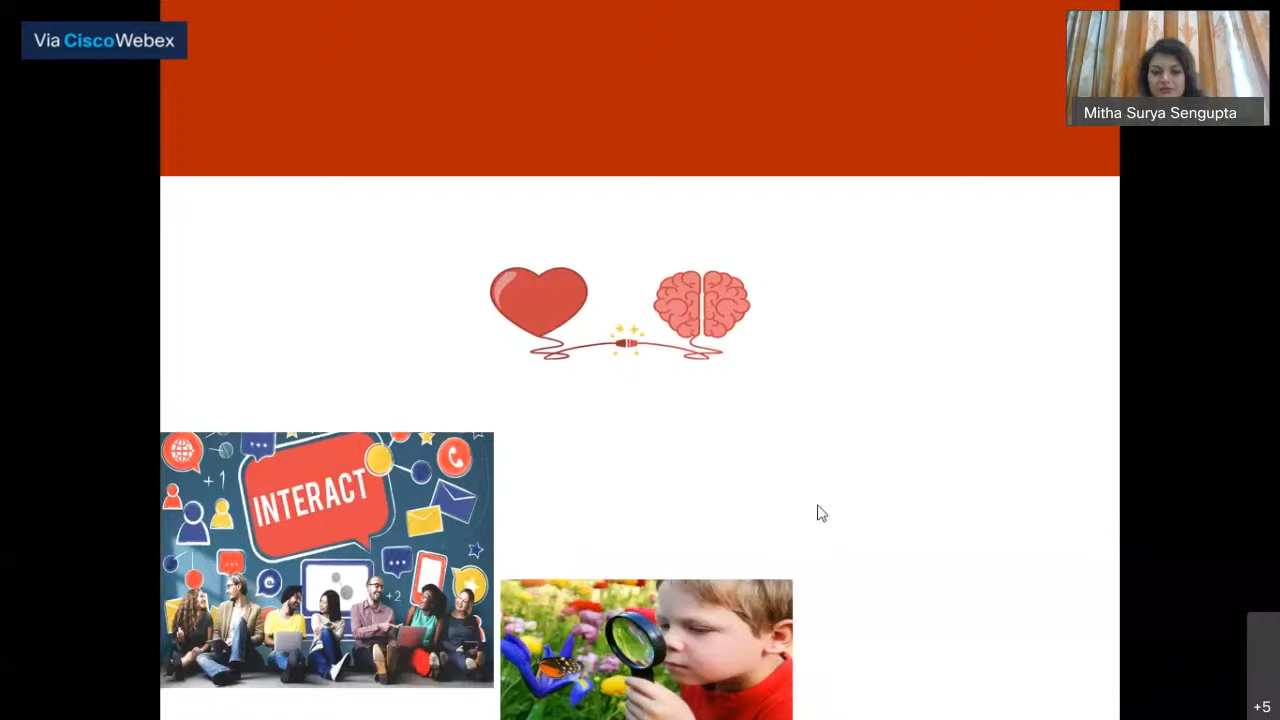 Via CiscoWebex
Mitha Surya Sengupta
INTERACT
+1
+2
+5